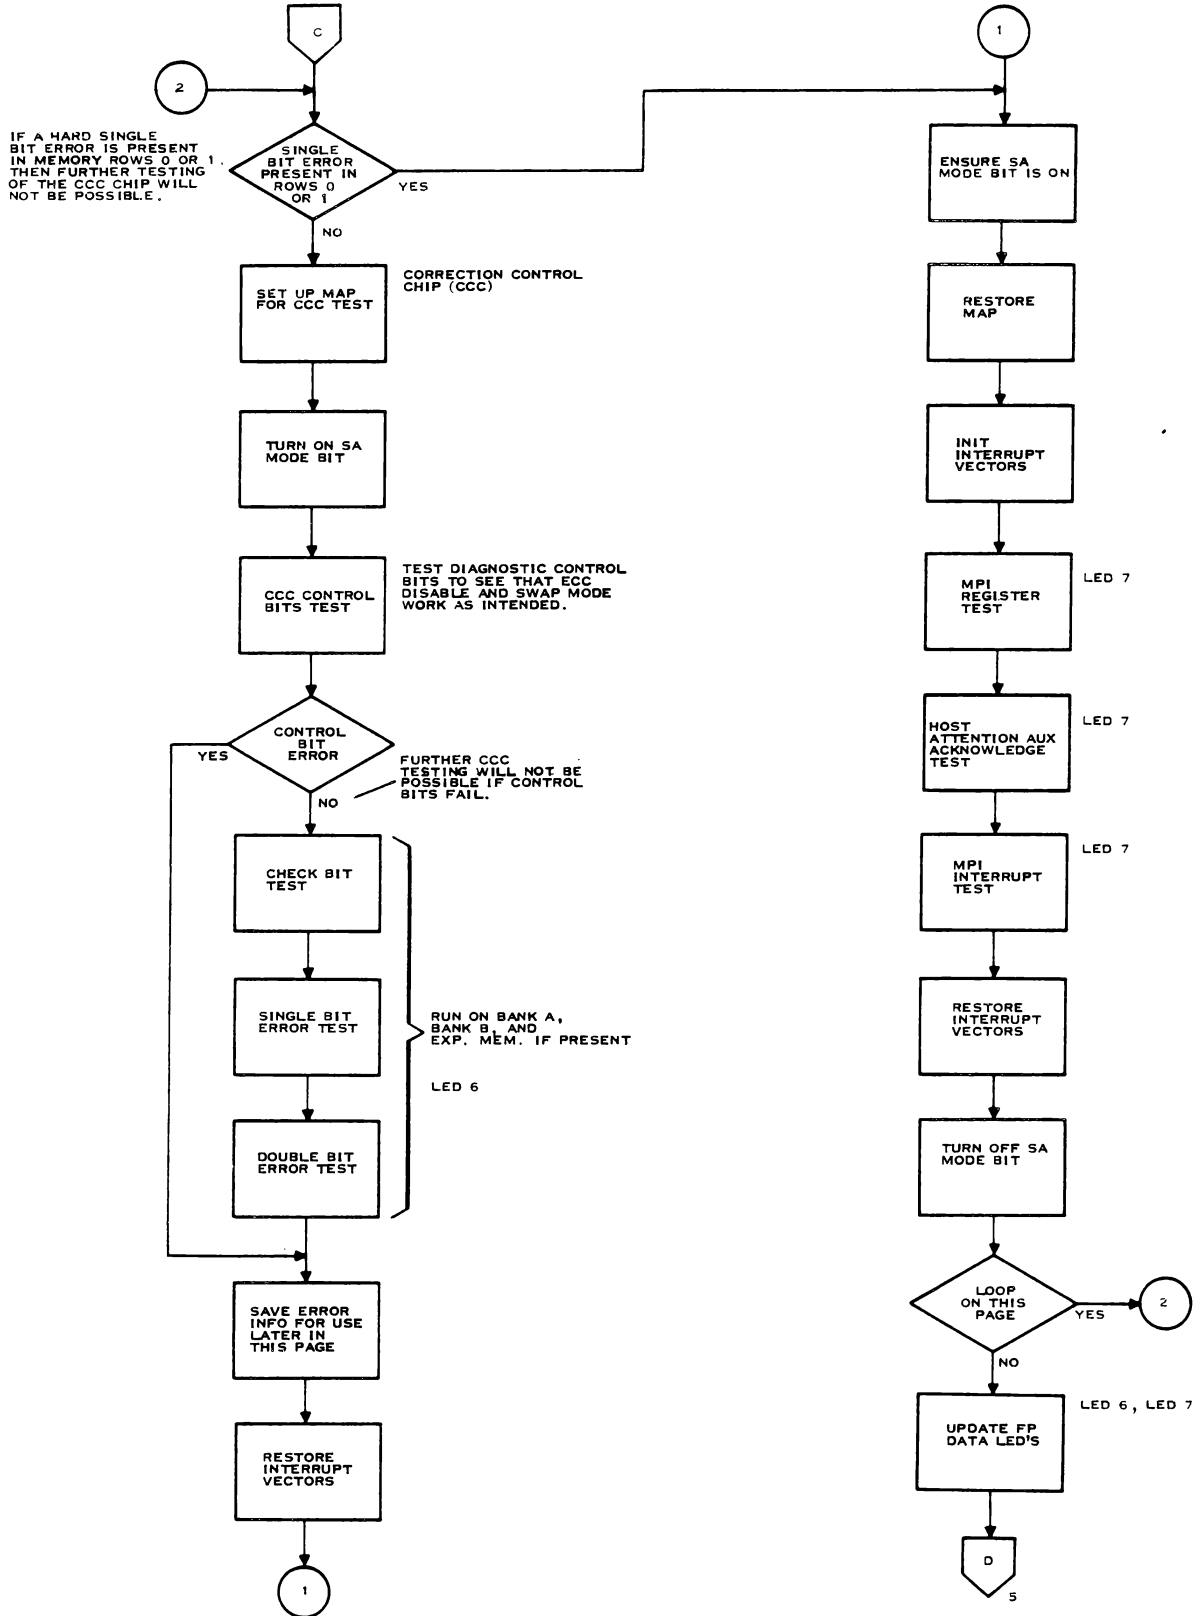 C
2
IF A HARD SINGLE
BIT ERROR IS PRESENT
IN MEMORY ROWS 0 OR 1.
THEN FURTHER TESTING
OF THE CCC CHIP WILL
NOT BE POSSIBLE.
SINGLE
BIT ERROR
PRESENT IN
ROWS 0
OR 1
YES
NO
SET UP MAP
FOR CCC TEST
CORRECTION CONTROL
CHIP (CCC)
TURN ON SA
MODE BIT
CCC CONTROL
BITS TEST
TEST DIAGNOSTIC CONTROL
BITS TO SEE THAT ECC
DISABLE AND SWAP MODE
WORK AS INTENDED.
CONTROL
BIT
ERROR
YES
NO
FURTHER CCC
TESTING WILL NOT BE
POSSIBLE IF CONTROL
BITS FAIL.
CHECK BIT
TEST
SINGLE BIT
ERROR TEST
RUN ON BANK A,
BANK B, AND
EXP. MEM. IF PRESENT
LED 6
DOUBLE BIT
ERROR TEST
SAVE ERROR
INFO FOR USE
LATER IN
THIS PAGE
RESTORE
INTERRUPT
VECTORS
1
1
ENSURE SA
MODE BIT IS ON
RESTORE
MAP
INIT
INTERRUPT
VECTORS
MPI
REGISTER
TEST
LED 7
HOST
ATTENTION AUX
ACKNOWLEDGE
TEST
LED 7
MPI
INTERRUPT
TEST
LED 7
RESTORE
INTERRUPT
VECTORS
TURN OFF SA
MODE BIT
LOOP
ON THIS
PAGE
YES
2
NO
UPDATE FP
DATA LED'S
LED 6, LED 7
D
5